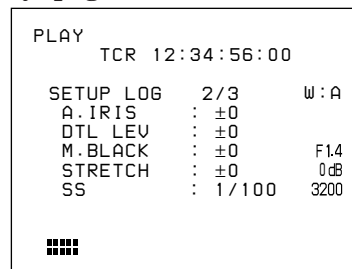 PLAY
TCR 12:34:56:00
SETUP LOG 2/3 W:A
A.IRIS : ±0
DTL LEV : ±0
M.BLACK : ±0 F1.4
STRETCH : ±0 0dB
SS : 1/100 3200